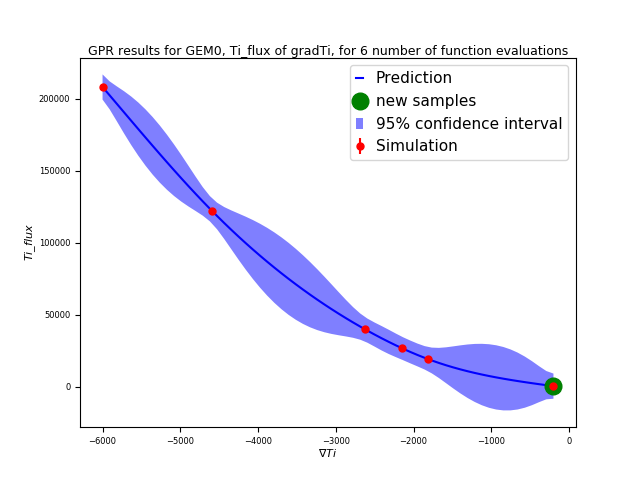 GPR results for GEM0, Ti_flux of gradTi, for 6 number of function evaluations
Prediction
new samples
95% confidence interval
Simulation
200000
150000
100000
50000
0
Ti_flux
−6000 −5000 −4000 −3000 −2000 −1000 0
∇Ti